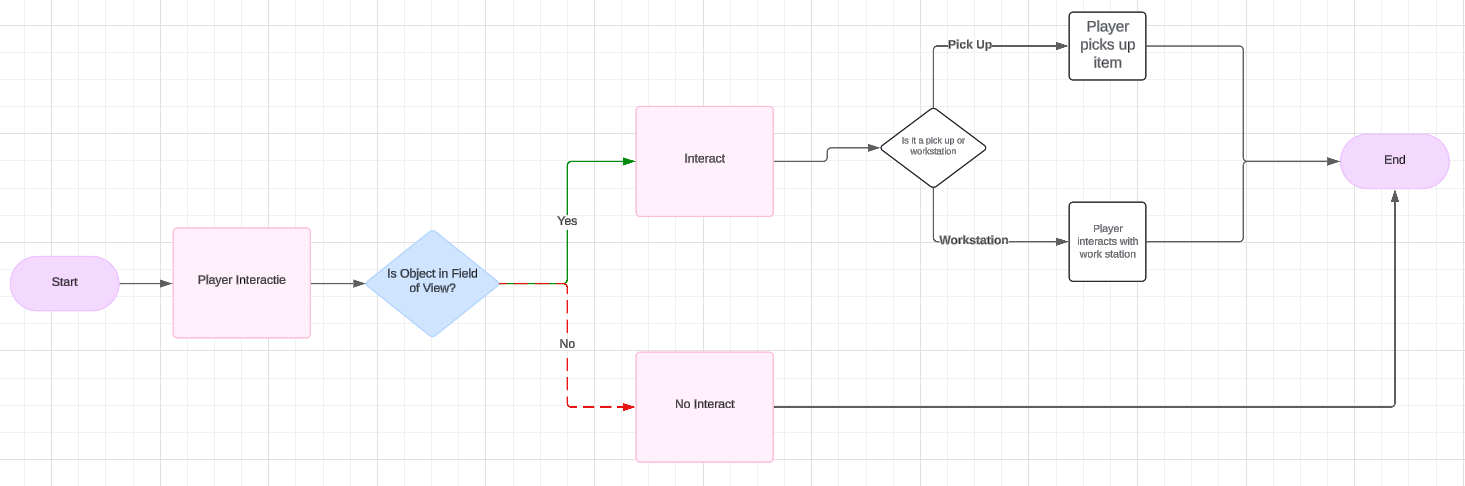 Start
Player Interactie
Is Object in Field
of View?
Yes
No
Interact
No Interact
Is it a pick up or
workstation
Pick Up
Workstation
Player
picks up
item
Player
interacts with
work station
End